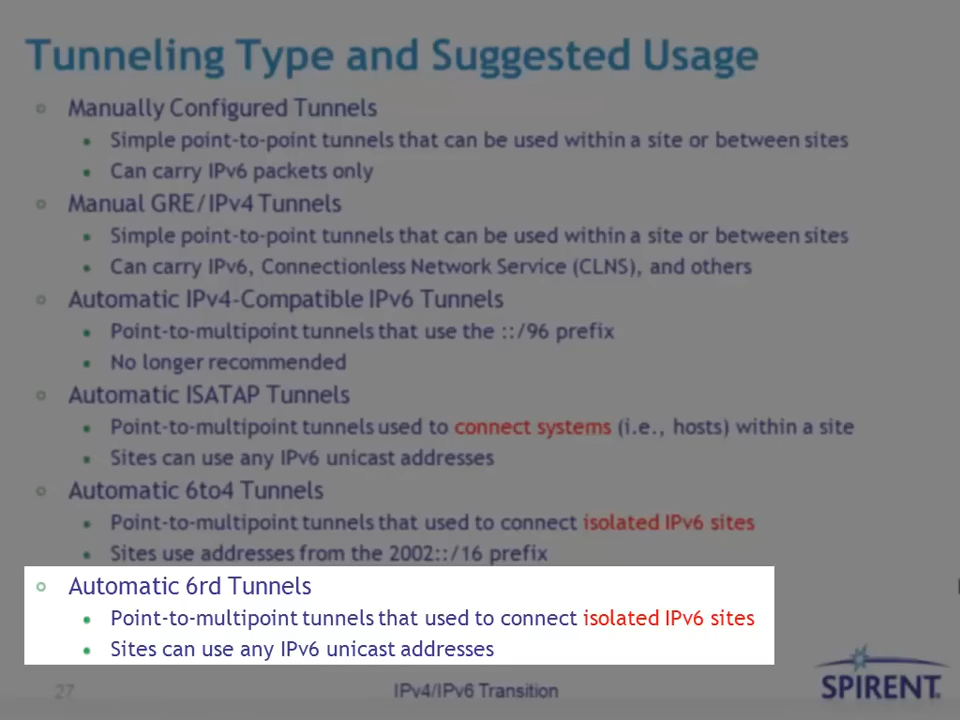 Tunneling Type and Suggested Usage
Manually Configured Tunnels
Simple point-to-point tunnels that can be used within a site or between sites
Can carry IPv6 packets only
Manual GRE/IPv4 Tunnels
Simple point-to-point tunnels that can be used within a site or between sites
Can carry IPv6, Connectionless Network Service (CLNS), and others
Automatic IPv4-Compatible IPv6 Tunnels
Point-to-multipoint tunnels that use the ::/96 prefix
No longer recommended
Automatic ISATAP Tunnels
Point-to-multipoint tunnels used to connect systems (i.e., hosts) within a site
Sites can use any IPv6 unicast addresses
Automatic 6to4 Tunnels
Point-to-multipoint tunnels that used to connect isolated IPv6 sites
Sites use addresses from the 2002::/16 prefix
Automatic 6rd Tunnels
Point-to-multipoint tunnels that used to connect isolated IPv6 sites
Sites can use any IPv6 unicast addresses
27
IPv4/IPv6 Transition
SPIRENT